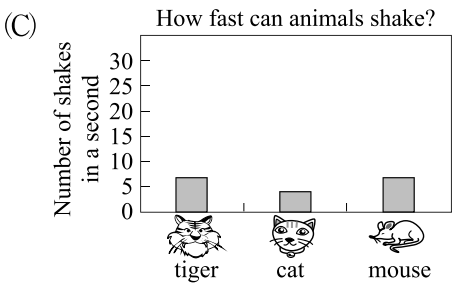 (C)
How fast can animals shake?
Number of shakes
in a second
30
25
20
15
10
5
0
tiger
cat
mouse